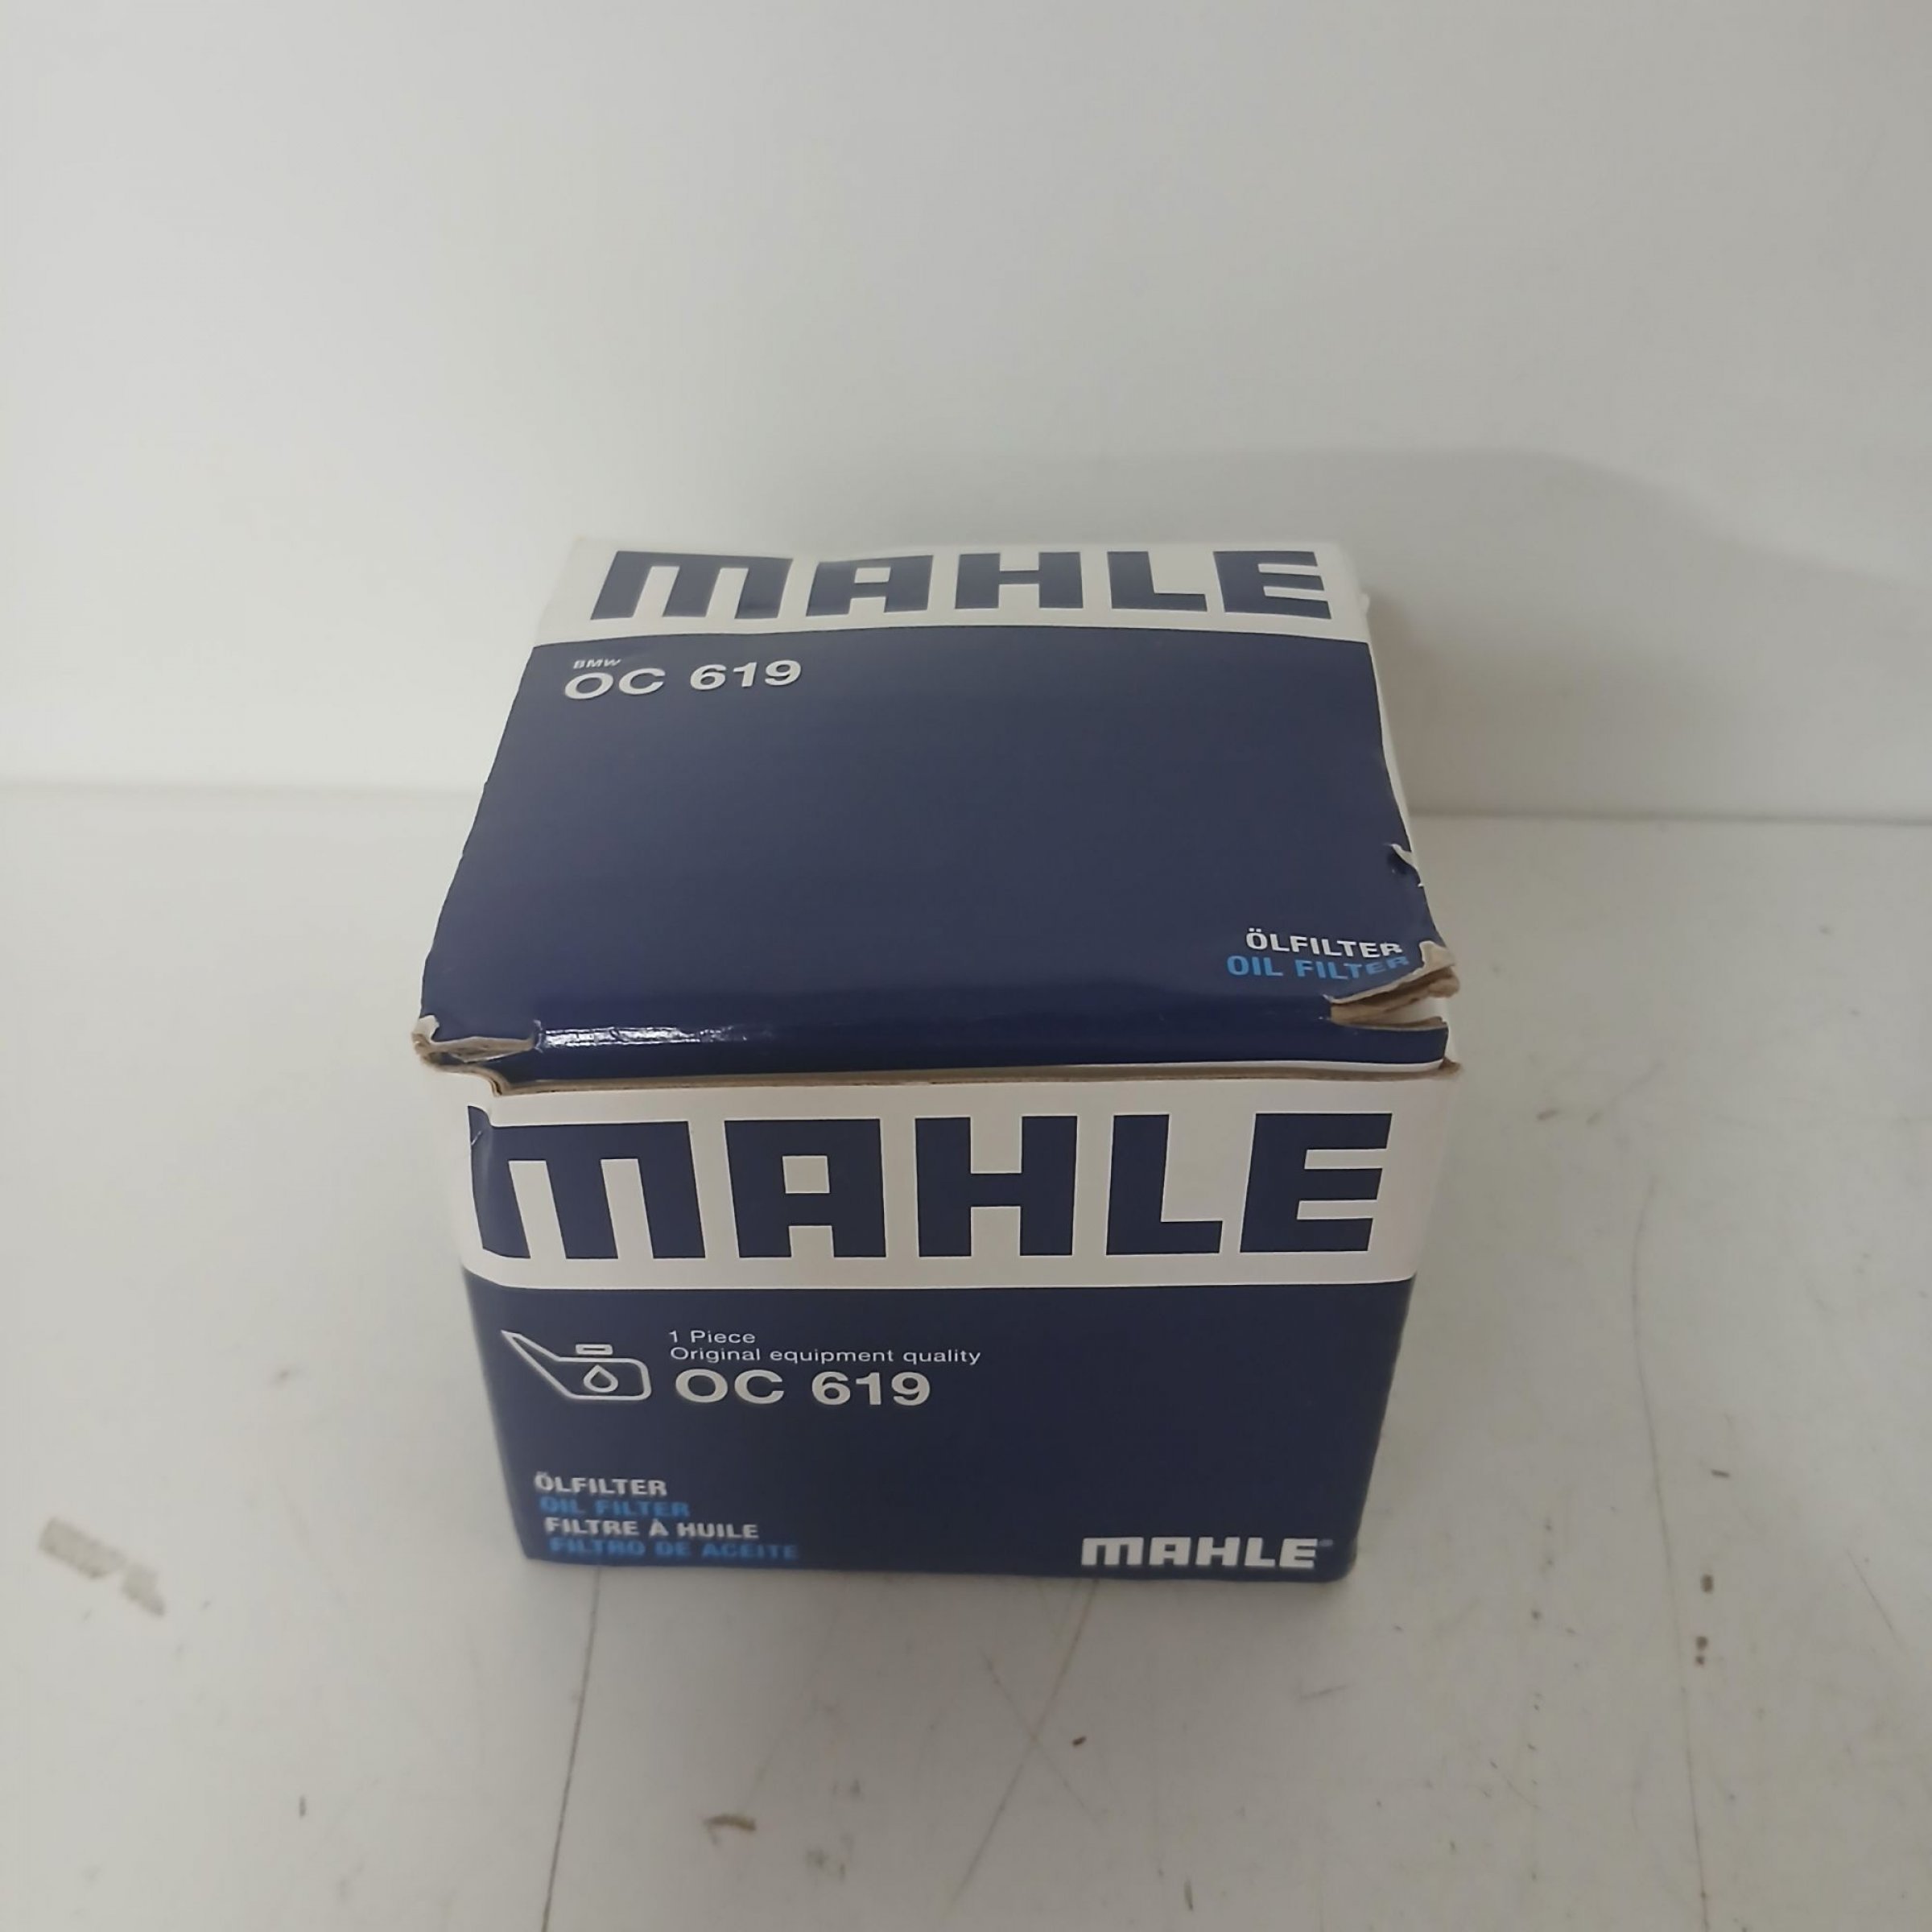 MAHLE
BMW
OC 619
ÖLFILTER
OIL FILTER
MAHLE
1 Piece
Original equipment quality
OC 619
ÖLFILTER
OIL FILTER
FILTRE À HUILE
FILTRO DE ACEITE
MAHLE®